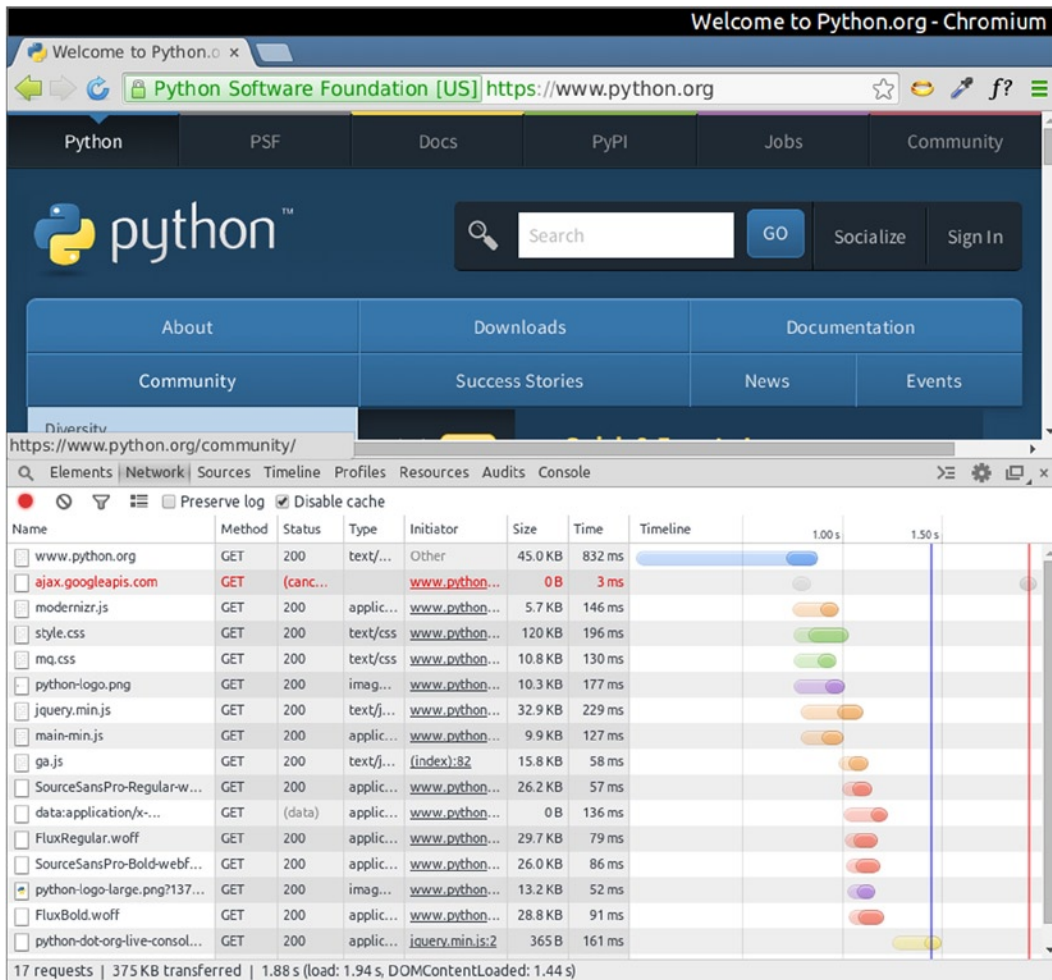 Welcome to Python.org - Chromium
Welcome to Python.o ×
Python Software Foundation [US] https://www.python.org f?
Python PSF Docs PyPI Jobs Community
python™ Search GO Socialize Sign In
About Downloads Documentation
Community Success Stories News Events
Diversity
https://www.python.org/community/
Elements Network Sources Timeline Profiles Resources Audits Console
Preserve log Disable cache
Name Method Status Type Initiator Size Time Timeline 1.00 s 1.50 s
www.python.org GET 200 text/... Other 45.0 KB 832 ms
ajax.googleapis.com GET (canc... www.python... 0 B 3 ms
modernizr.js GET 200 applic... www.python... 5.7 KB 146 ms
style.css GET 200 text/css www.python... 120 KB 196 ms
mq.css GET 200 text/css www.python... 10.8 KB 130 ms
python-logo.png GET 200 imag... www.python... 10.3 KB 177 ms
jquery.min.js GET 200 text/j... www.python... 32.9 KB 229 ms
main-min.js GET 200 applic... www.python... 9.9 KB 127 ms
ga.js GET 200 text/j... (index):82 15.8 KB 58 ms
SourceSansPro-Regular-w... GET 200 applic... www.python... 26.2 KB 57 ms
data:application/x-... GET (data) applic... www.python... 0 B 136 ms
FluxRegular.woff GET 200 applic... www.python... 29.7 KB 79 ms
SourceSansPro-Bold-webf... GET 200 applic... www.python... 26.0 KB 86 ms
python-logo-large.png?137... GET 200 imag... www.python... 13.2 KB 52 ms
FluxBold.woff GET 200 applic... www.python... 28.8 KB 91 ms
python-dot-org-live-consol... GET 200 applic... jquery.min.js:2 365 B 161 ms
17 requests | 375 KB transferred | 1.88 s (load: 1.94 s, DOMContentLoaded: 1.44 s)